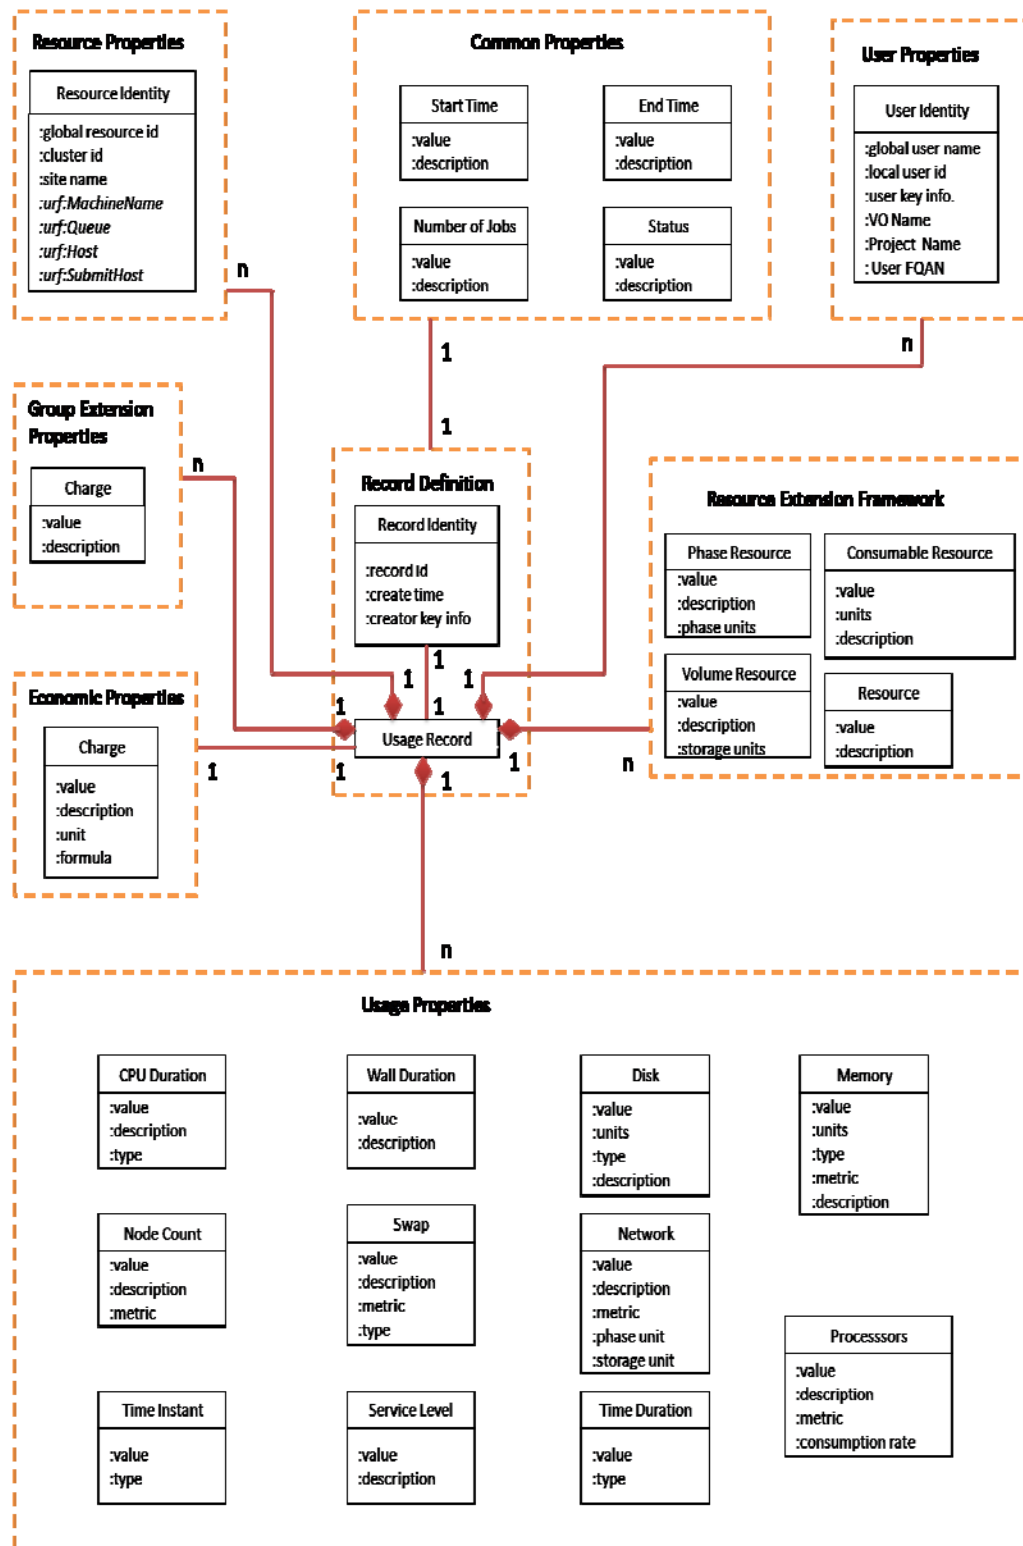 Resource Properties
Resource Identity
:global resource id
:cluster id
:site name
:urf:MachineName
:urf:Queue
:urf:Host
:urf:SubmitHost
n
Common Properties
Start Time
:value
:description
End Time
:value
:description
Number of Jobs
:value
:description
Status
:value
:description
1
1
User Properties
User Identity
:global user name
:local user id
:user key info.
:VO Name
:Project Name
: User FQAN
n
Group Extension
Properties
Charge
:value
:description
n
Record Definition
Record Identity
:record id
:create time
:creator key info
1
1
1
1
1
Usage Record
1
1
1
Resource Extension Framework
Phase Resource
:value
:description
:phase units
Consumable Resource
:value
:units
:description
Volume Resource
:value
:description
:storage units
Resource
:value
:description
n
Economic Properties
Charge
:value
:description
:unit
:formula
1
n
Usage Properties
CPU Duration
:value
:description
:type
Wall Duration
:value
:description
Disk
:value
:units
:type
:description
Memory
:value
:units
:type
:metric
:description
Node Count
:value
:description
:metric
Swap
:value
:description
:metric
:type
Network
:value
:description
:metric
:phase unit
:storage unit
Processsors
:value
:description
:metric
:consumption rate
Time Instant
:value
:type
Service Level
:value
:description
Time Duration
:value
:type